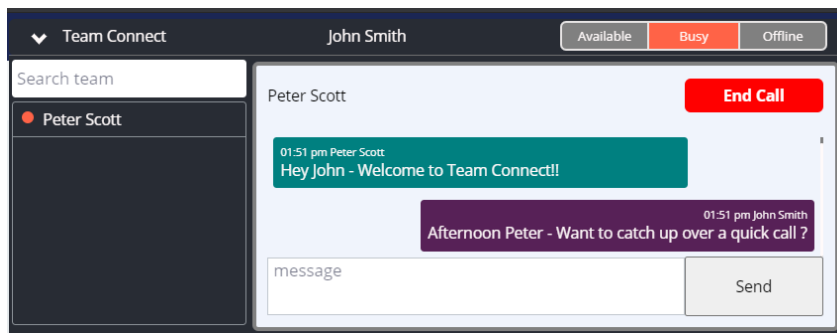 Team Connect
John Smith
Available
Busy
Offline
Search team
Peter Scott
Peter Scott
End Call
01:51 pm Peter Scott
Hey John - Welcome to Team Connect!!
01:51 pm John Smith
Afternoon Peter - Want to catch up over a quick call ?
message
Send